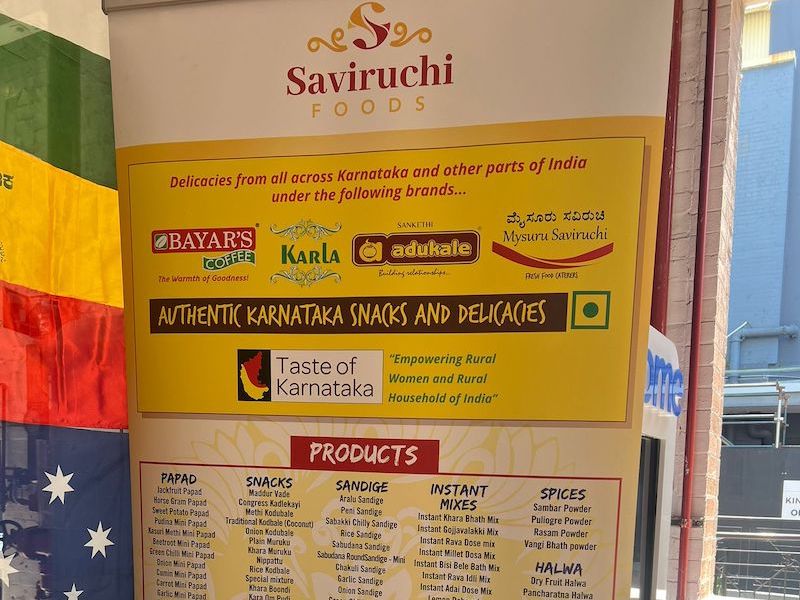 Saviruchi
FOODS
Delicacies from all across Karnataka and other parts of India
under the following brands...
BAYAR'S
COFFEE
The Warmth of Goodness!
KARLA
SANKETHI
adukale
Building relationships...
ಮೈಸೂರು ಸವಿರುಚಿ
Mysuru Saviruchi
FRESH FOOD CATERERS
AUTHENTIC KARNATAKA SNACKS AND DELICACIES
Taste of
Karnataka
"Empowering Rural
Women and Rural
Household of India"
PRODUCTS
PAPAD
Jackfruit Papad
Horse Gram Papad
Sweet Potato Papad
Pudina Mini Papad
Kasuri Methi Mini Papad
Beetroot Mini Papad
Green Chilli Mini Papad
Onion Mini Papad
Cumin Mini Papad
Carrot Mini Papad
Garlic Mini Papad
SNACKS
Maddur Vade
Congress Kadlekayi
Methi Kodubale
Traditional Kodbale (Coconut)
Onion Kodubale
Plain Muruku
Khara Muruku
Nippattu
Rice Kodbale
Special mixture
Khara Boondi
SANDIGE
Aralu Sandige
Peni Sandige
Sabakki Chilly Sandige
Rice Sandige
Sabudana Sandige
Sabudana RoundSandige - Mini
Chakuli Sandige
Garlic Sandige
Onion Sandige
INSTANT
MIXES
Instant Khara Bhath Mix
Instant Gojjavalakki Mix
Instant Rava Dose mix
Instant Millet Dosa Mix
Instant Bisi Bele Bath Mix
Instant Rava Idli Mix
Instant Adai Dose Mix
SPICES
Sambar Powder
Puliogre Powder
Rasam Powder
Vangi Bhath powder
HALWA
Dry Fruit Halwa
Pancharatna Halwa
ome